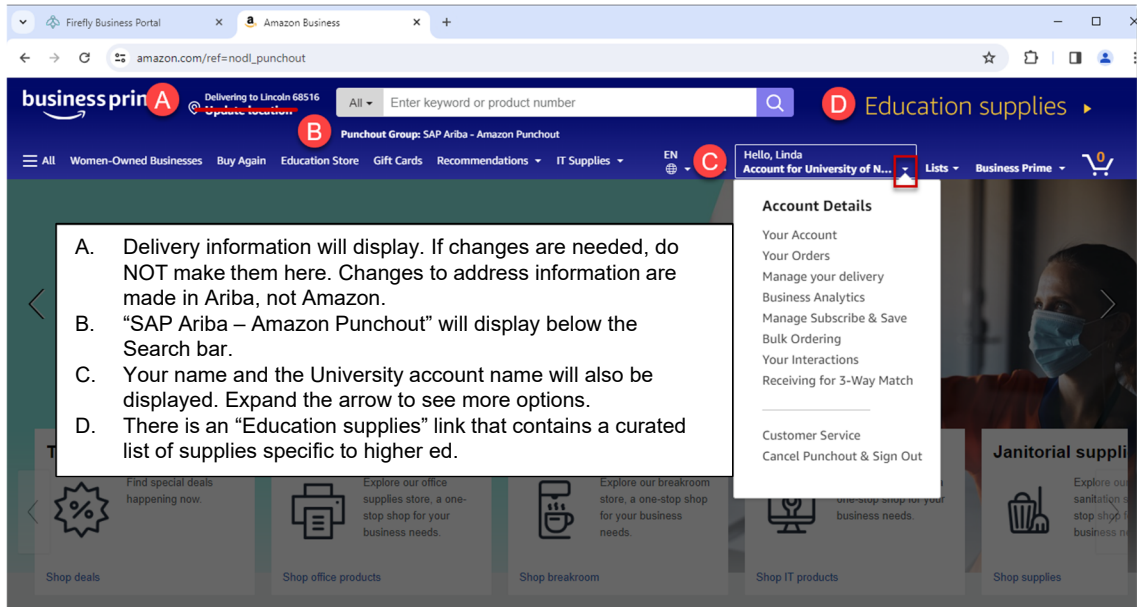 Firefly Business Portal
Amazon Business
amazon.com/ref=nodl_punchout
business prim
A
Delivering to Lincoln 68516
Update location
All
Enter keyword or product number
D
Education supplies
B
Punchout Group: SAP Ariba - Amazon Punchout
All Women-Owned Businesses Buy Again Education Store Gift Cards Recommendations IT Supplies
EN
C
Hello, Linda
Account for University of N...
Lists
Business Prime
0
Account Details
Your Account
Your Orders
Manage your delivery
Business Analytics
Manage Subscribe & Save
Bulk Ordering
Your Interactions
Receiving for 3-Way Match
Customer Service
Cancel Punchout & Sign Out
A. Delivery information will display. If changes are needed, do
NOT make them here. Changes to address information are
made in Ariba, not Amazon.
B. “SAP Ariba – Amazon Punchout” will display below the
Search bar.
C. Your name and the University account name will also be
displayed. Expand the arrow to see more options.
D. There is an “Education supplies” link that contains a curated
list of supplies specific to higher ed.
Find special deals
happening now.
Shop deals
Explore our office
supplies store, a one-
stop shop for your
business needs.
Shop office products
Explore our breakroom
store, a one-stop shop
for your business
needs.
Shop breakroom
one-stop shop for your
business needs.
Shop IT products
Janitorial suppli
Explore our
sanitation s
stop shop f
business n
Shop supplies